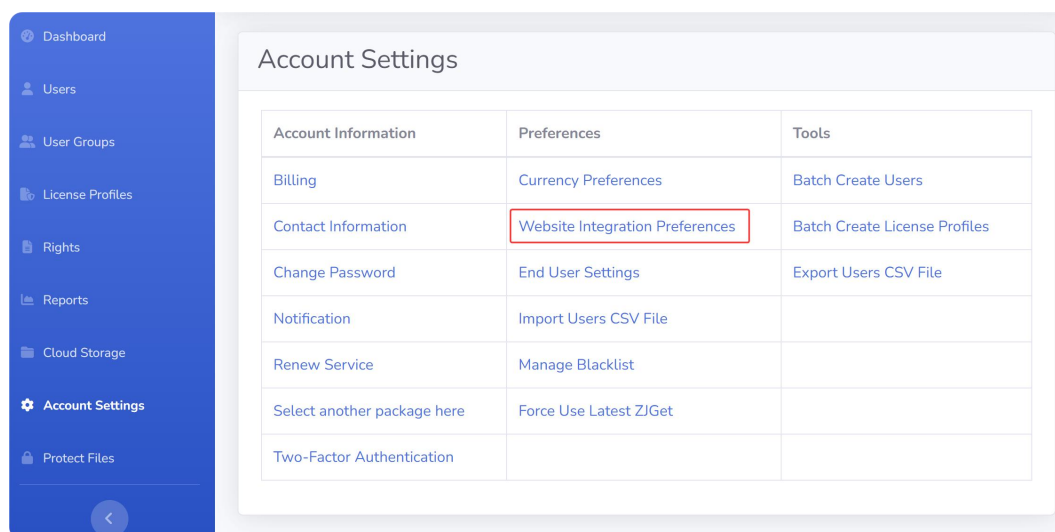 Dashboard
Users
User Groups
License Profiles
Rights
Reports
Cloud Storage
Account Settings
Protect Files
Account Settings
Account Information Preferences Tools
Billing Currency Preferences Batch Create Users
Contact Information Website Integration Preferences Batch Create License Profiles
Change Password End User Settings Export Users CSV File
Notification Import Users CSV File
Renew Service Manage Blacklist
Select another package here Force Use Latest ZJGet
Two-Factor Authentication